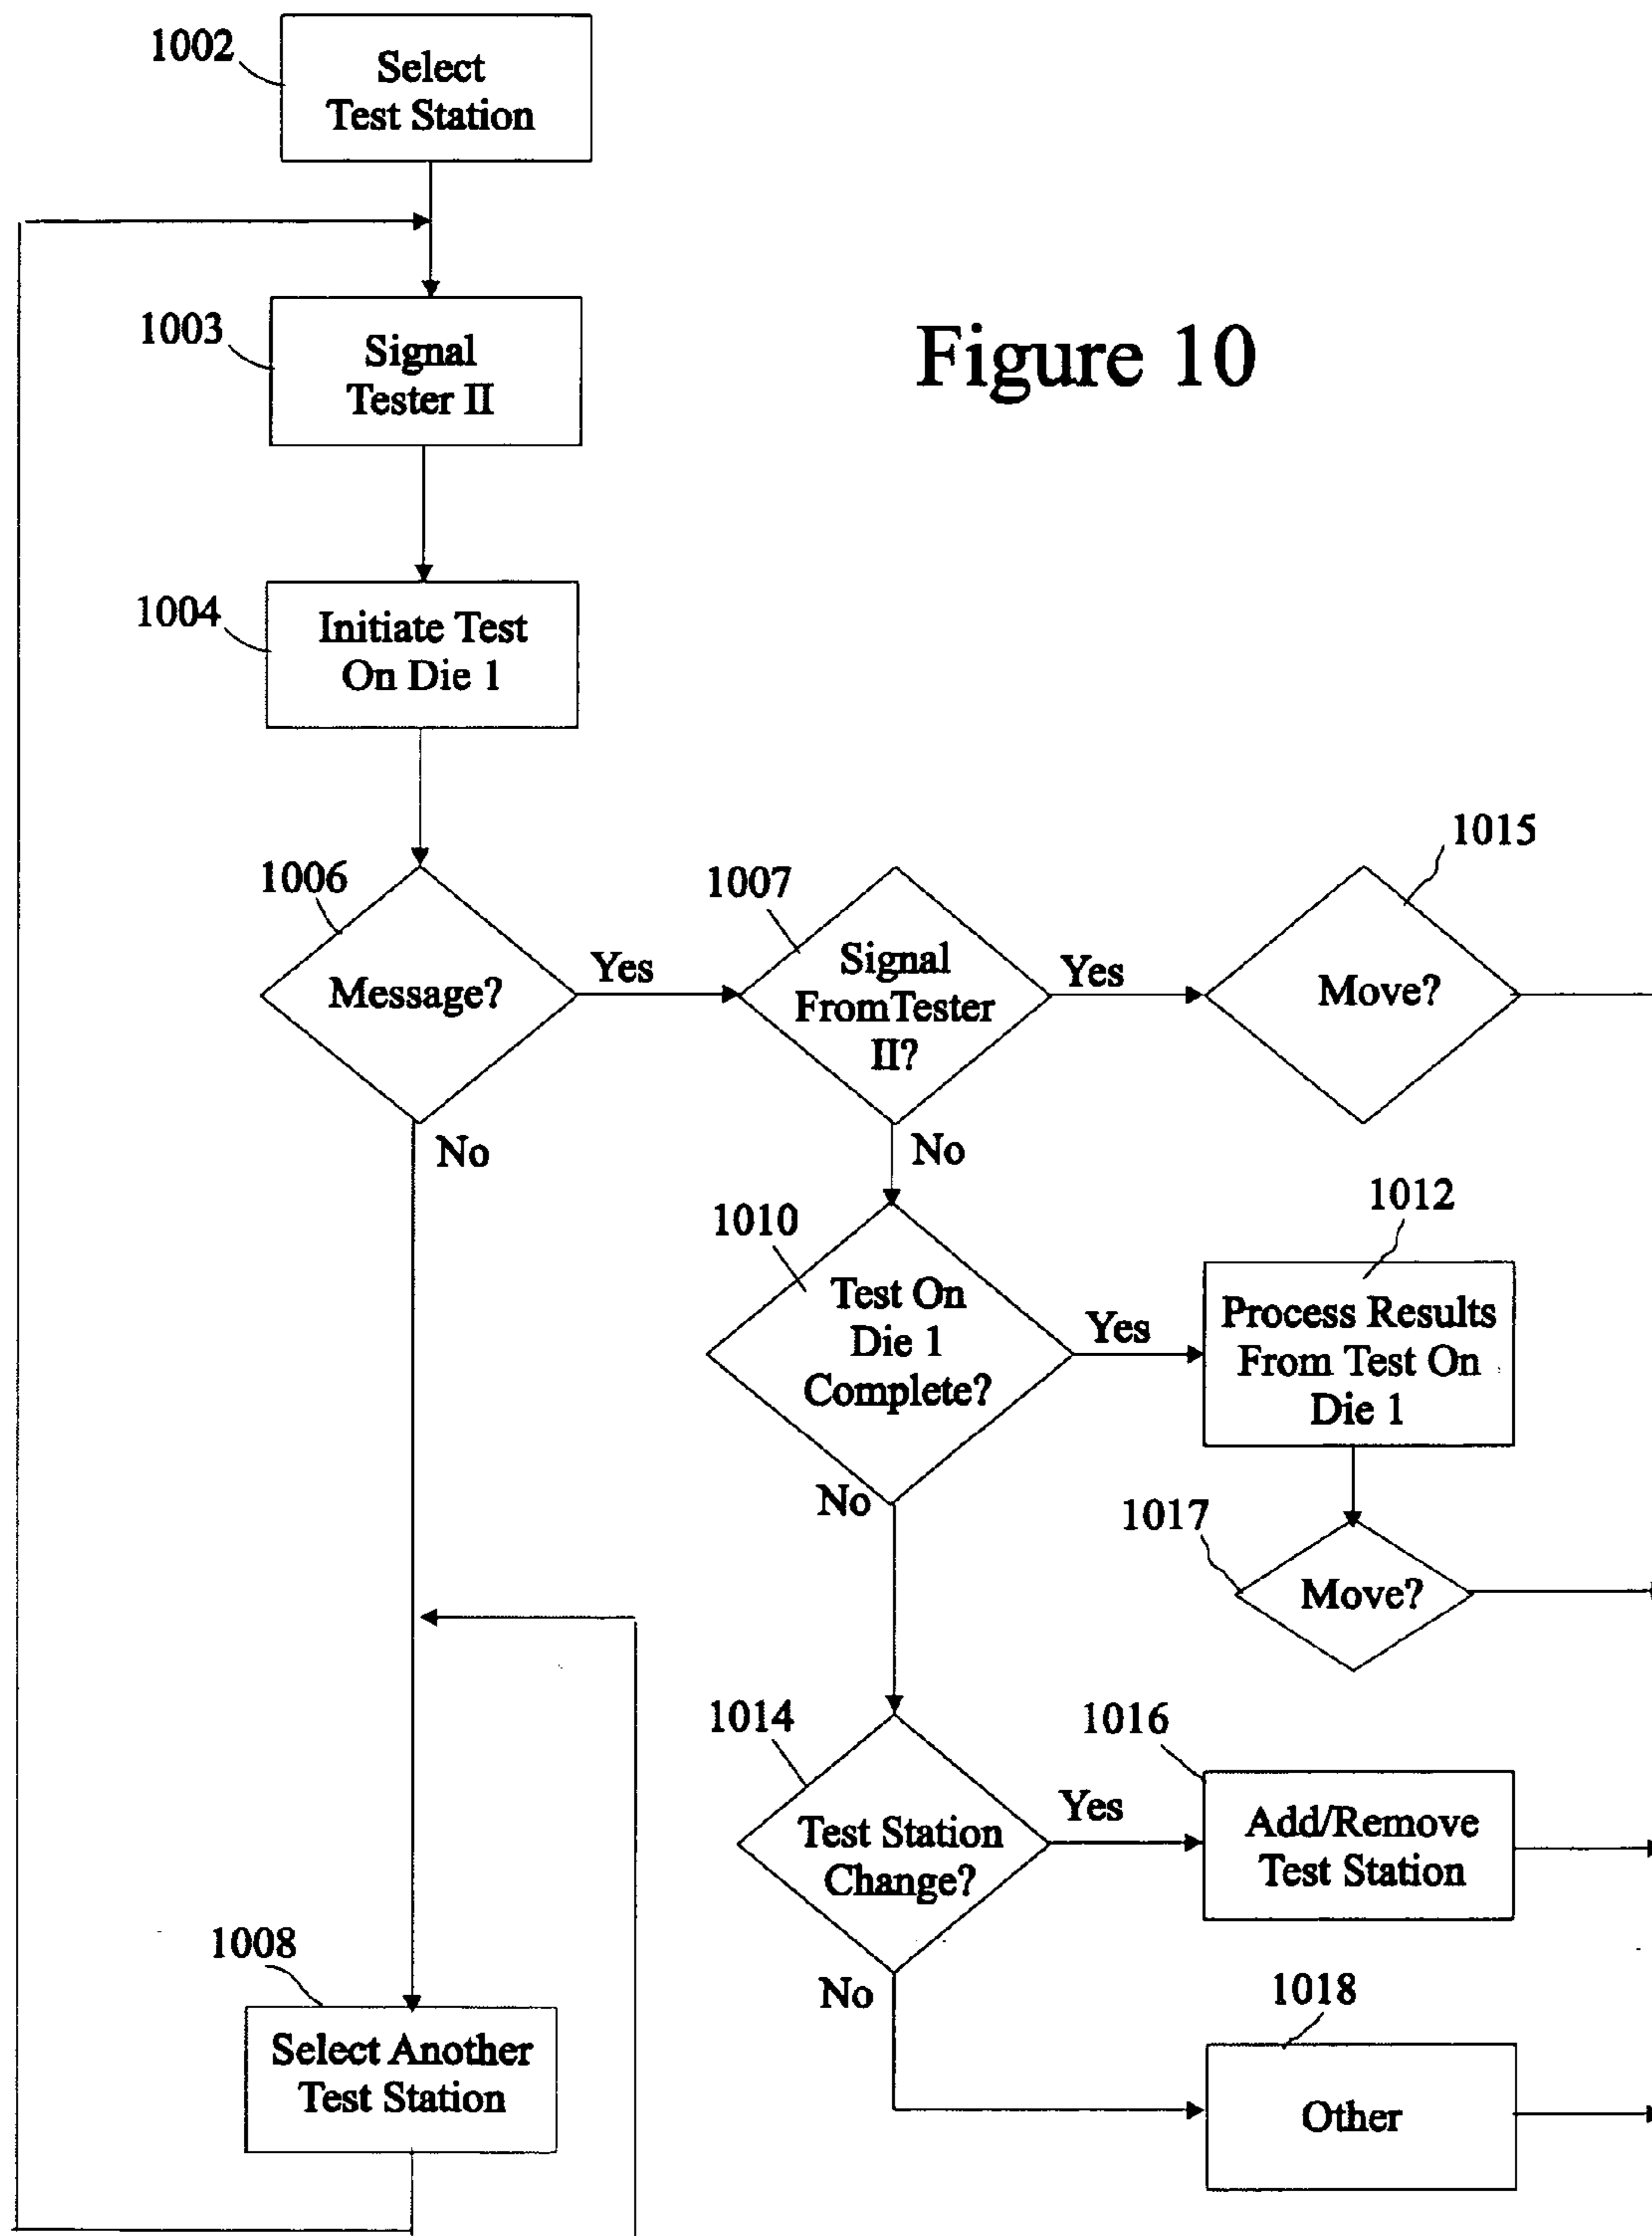 1002
Select
Test Station
Figure 10
1003
Signal
Tester II
1004
Initiate Test
On Die 1
1006
Message?
Yes
No
1007
Signal
FromTester
II?
Yes
No
1015
Move?
1010
Test On
Die 1
Complete?
Yes
No
1012
Process Results
From Test On
Die 1
1017
Move?
1014
Test Station
Change?
Yes
No
1016
Add/Remove
Test Station
1008
Select Another
Test Station
1018
Other